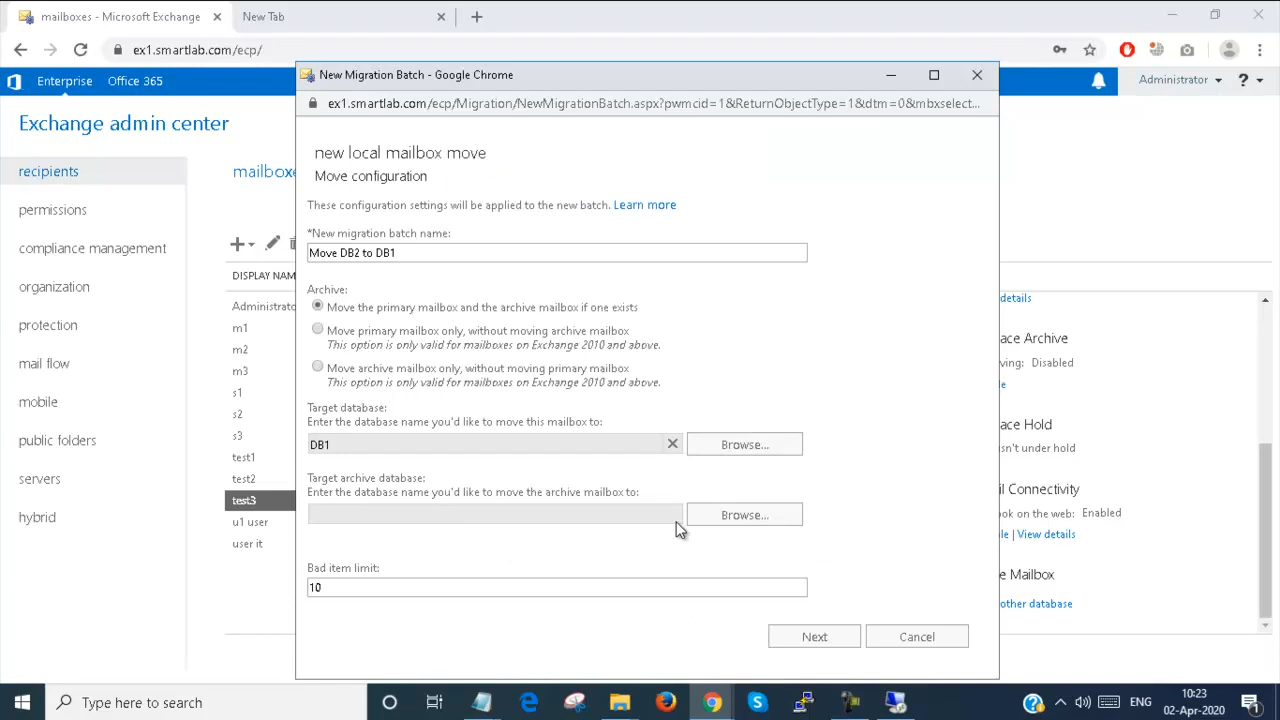 mailboxes - Microsoft Exchange
New Tab
ex1.smartlab.com/ecp/
Enterprise
Office 365
Administrator
?
Exchange admin center
recipients
permissions
compliance management
organization
protection
mail flow
mobile
public folders
servers
hybrid
mailboxe
DISPLAY NAM
Administrato
m1
m2
m3
s1
s2
s3
test1
test2
test3
u1 user
user it
New Migration Batch - Google Chrome
ex1.smartlab.com/ecp/Migration/NewMigrationBatch.aspx?pwmcid=1&ReturnObjectType=1&dtm=0&mbxselect...
new local mailbox move
Move configuration
These configuration settings will be applied to the new batch. Learn more
*New migration batch name:
Move DB2 to DB1
Archive:
Move the primary mailbox and the archive mailbox if one exists
Move primary mailbox only, without moving archive mailbox
This option is only valid for mailboxes on Exchange 2010 and above.
Move archive mailbox only, without moving primary mailbox
This option is only valid for mailboxes on Exchange 2010 and above.
Target database:
Enter the database name you'd like to move this mailbox to:
DB1
Browse...
Target archive database:
Enter the database name you'd like to move the archive mailbox to:
Browse...
Bad item limit:
10
Next
Cancel
details
ace Archive
ving: Disabled
e
ace Hold
sn't under hold
il Connectivity
ook on the web: Enabled
le | View details
e Mailbox
other database
Type here to search
ENG
10:23
02-Apr-2020
1